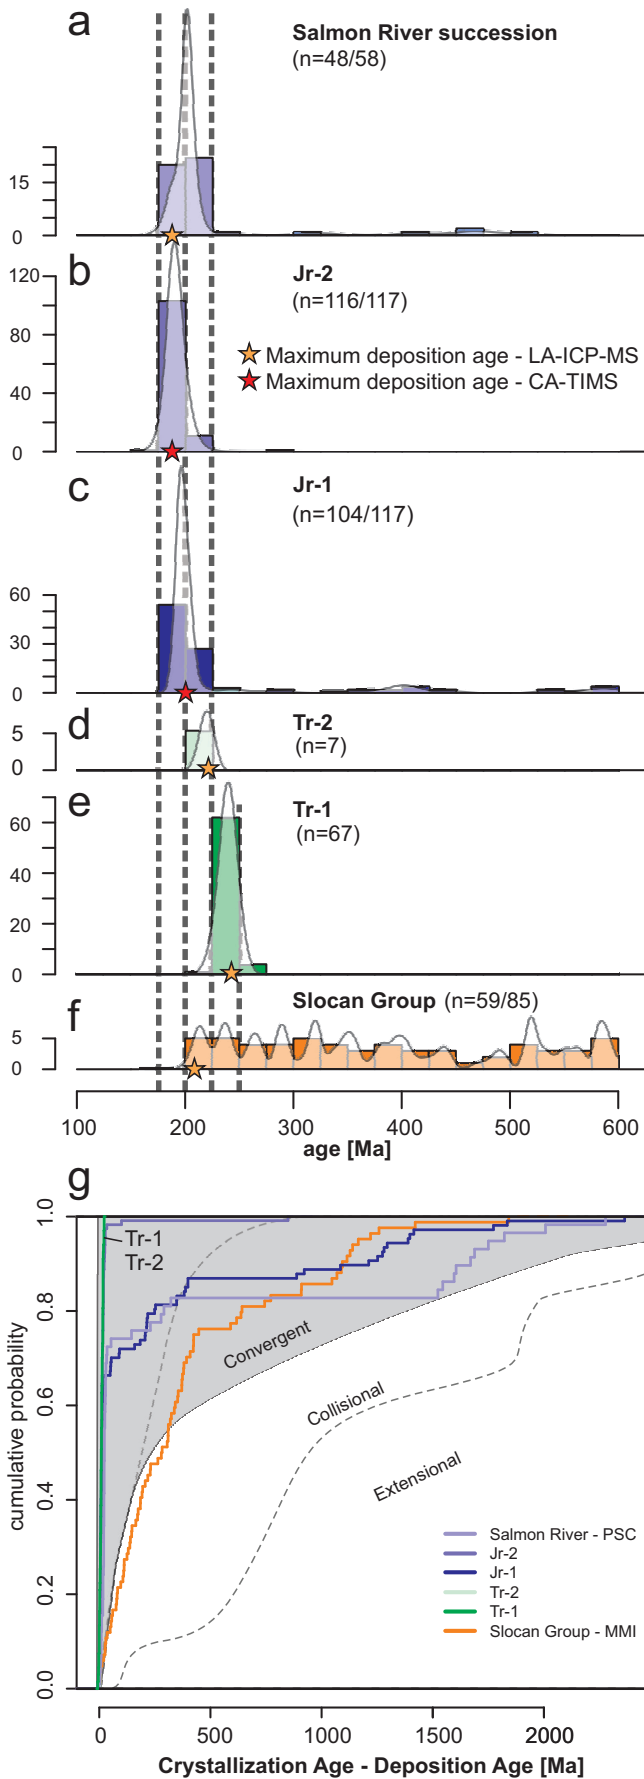 a
Salmon River succession
(n=48/58)
15
0
b
Jr-2
(n=116/117)
120
80
40
0
Maximum deposition age - LA-ICP-MS
Maximum deposition age - CA-TIMS
c
Jr-1
(n=104/117)
60
30
0
d
Tr-2
(n=7)
5
0
e
Tr-1
(n=67)
60
40
20
0
f
Slocan Group (n=59/85)
5
0
100 200 300 400 500 600
age [Ma]
g
1.0
0.8
0.6
0.4
0.2
0.0
cumulative probability
Tr-1
Tr-2
Convergent
Collisional
Extensional
Salmon River - PSC
Jr-2
Jr-1
Tr-2
Tr-1
Slocan Group - MMI
0 500 1000 1500 2000
Crystallization Age - Deposition Age [Ma]